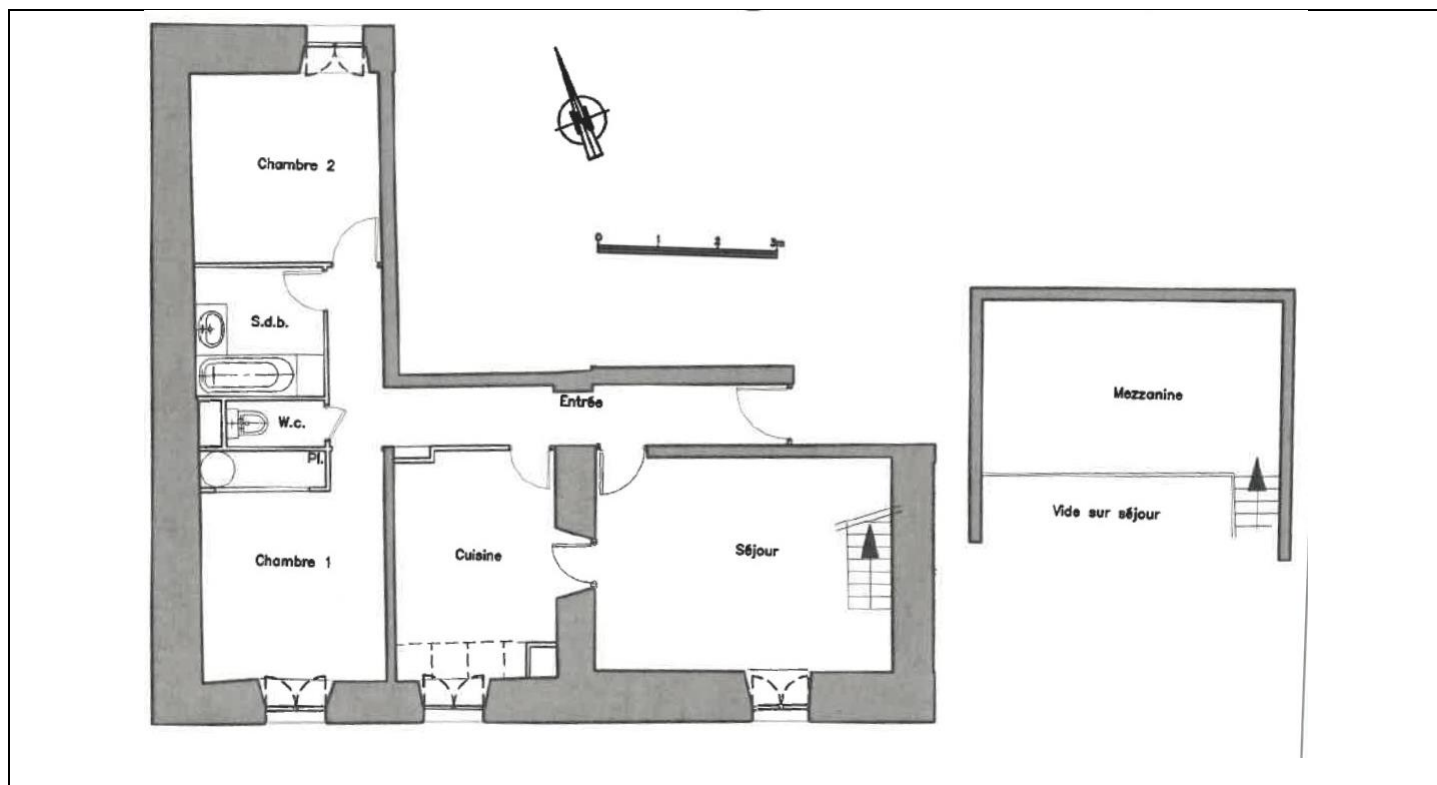 Chambre 2
0 1 2 3m
S.d.b.
Mezzanine
Entrée
W.c.
Pl.
Vide sur séjour
Séjour
Cuisine
Chambre 1